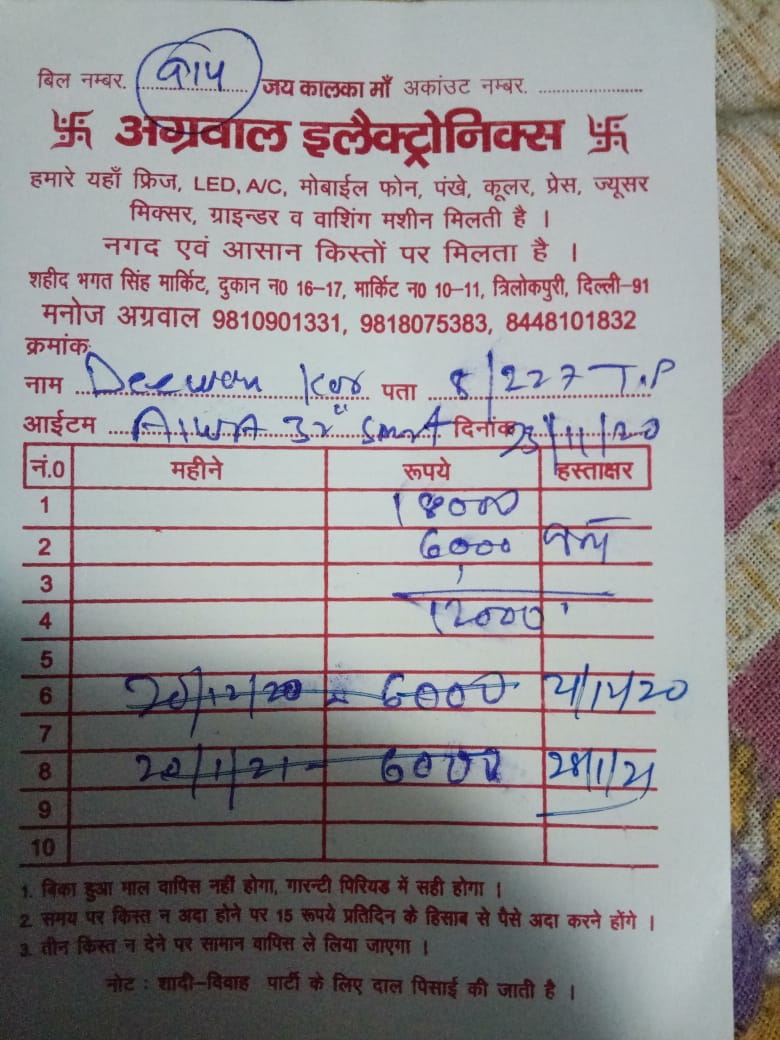 बिल नम्बर. जय कालका माँ अकांउट नम्बर.
卐 अग्रवाल इलैक्ट्रोनिक्स 卐
हमारे यहाँ फ्रिज, LED, A/C, मोबाईल फोन, पंखे, कूलर, प्रेस, ज्यूसर
मिक्सर, ग्राइन्डर व वाशिंग मशीन मिलती है ।
नगद एवं आसान किस्तों पर मिलता है ।
शहीद भगत सिंह मार्किट, दुकान न0 16-17, मार्किट न0 10-11, त्रिलोकपुरी, दिल्ली-91
मनोज अग्रवाल 9810901331, 9818075383, 8448101832
क्रमांक:
नाम Deewan पता 8/227 T.P
आईटम AIWA 32" Smart दिनांक 23/11/20
नं.0 महीने रूपये हस्ताक्षर
1 18000
2 6000
3
4 12000
5
6 20/12/20 - 6000 21/12/20
7
8 20/1/21 - 6000 28/1/21
9
10
1. बिका हुआ माल वापिस नहीं होगा, गारन्टी पिरियड में सही होगा ।
2. समय पर किस्त न अदा होने पर 15 रूपये प्रतिदिन के हिसाब से पैसे अदा करने होंगे ।
3. तीन किस्त न देने पर सामान वापिस ले लिया जाएगा ।
नोट : शादी-विवाह पार्टी के लिए दाल पिसाई की जाती है ।